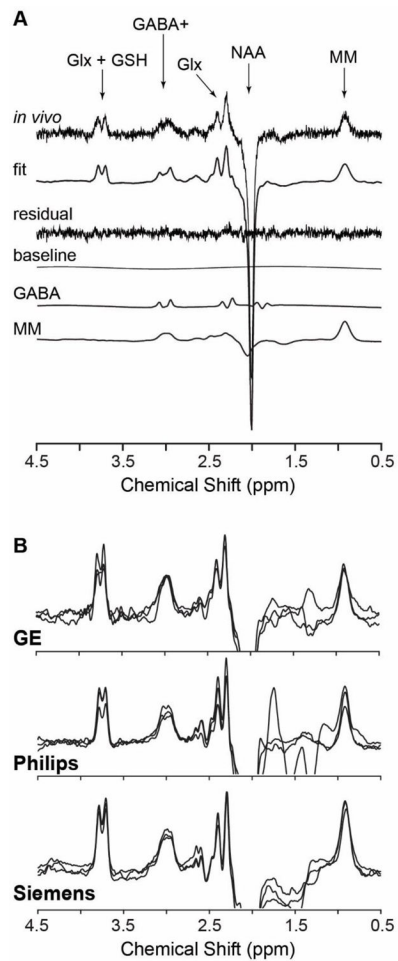 A
GABA+
Glx + GSH
Glx
NAA
MM
in vivo
fit
residual
baseline
GABA
MM
4.5 3.5 2.5 1.5 0.5
Chemical Shift (ppm)
B
GE
Philips
Siemens
4.5 3.5 2.5 1.5 0.5
Chemical Shift (ppm)